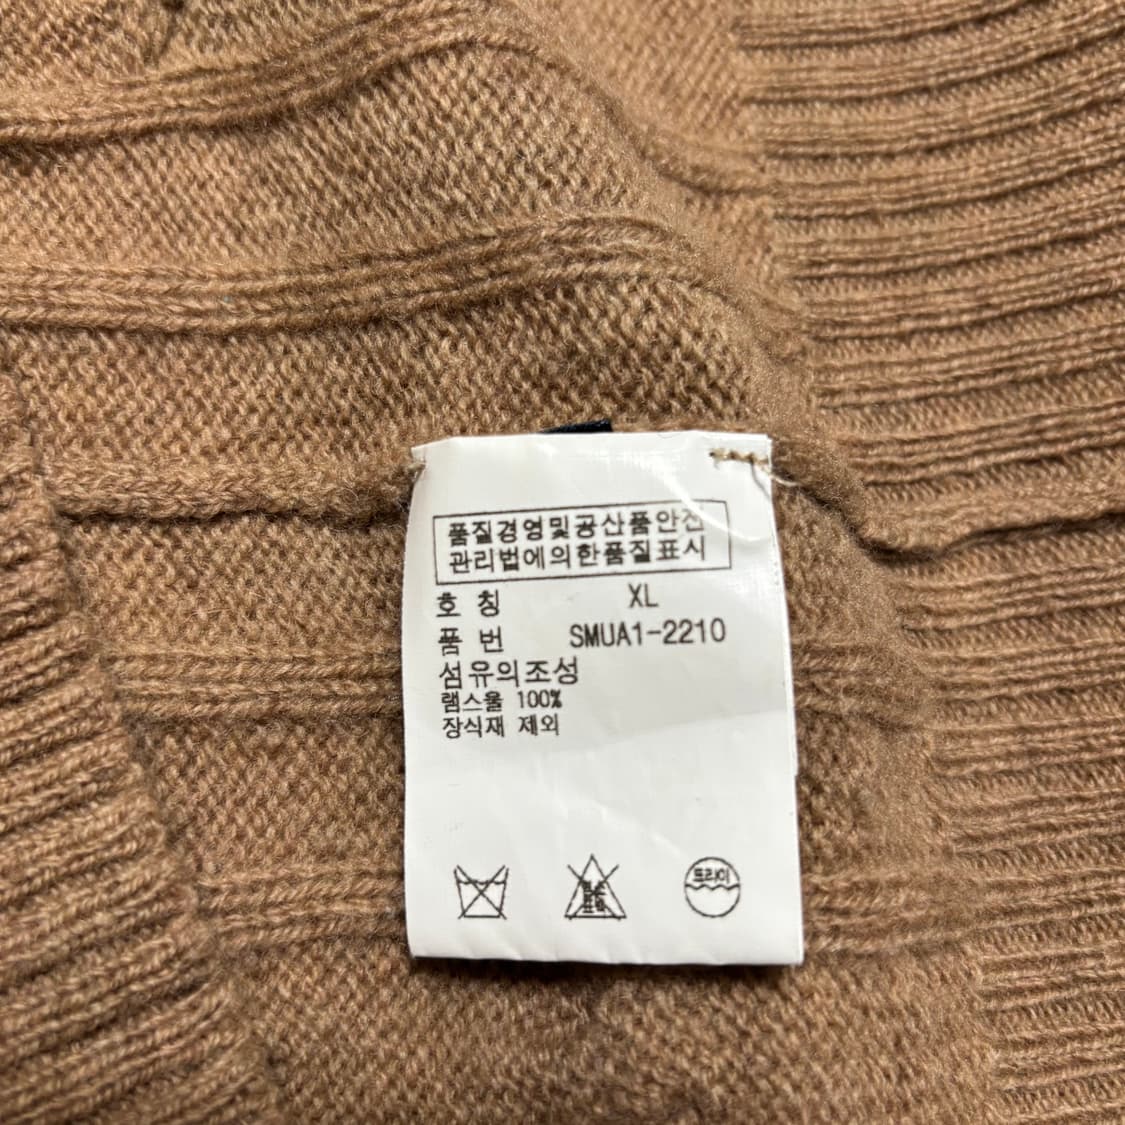 품질경영및공산품안전
관리법에의한품질표시
호 칭 XL
품 번 SMUA1-2210
섬유의조성
램스울 100%
장식재 제외
드라이